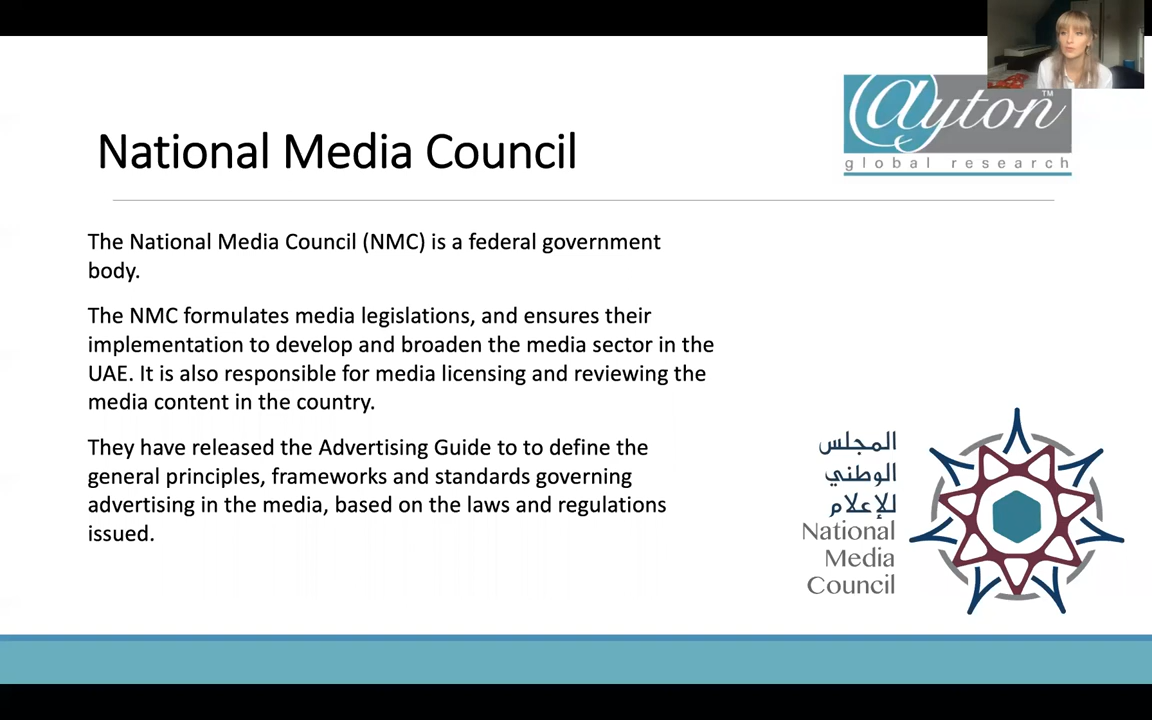 @yton™
global research
National Media Council
The National Media Council (NMC) is a federal government
body.
The NMC formulates media legislations, and ensures their
implementation to develop and broaden the media sector in the
UAE. It is also responsible for media licensing and reviewing the
media content in the country.
They have released the Advertising Guide to to define the
general principles, frameworks and standards governing
advertising in the media, based on the laws and regulations
issued.
المجلس
الوطني
للإعلام
National
Media
Council